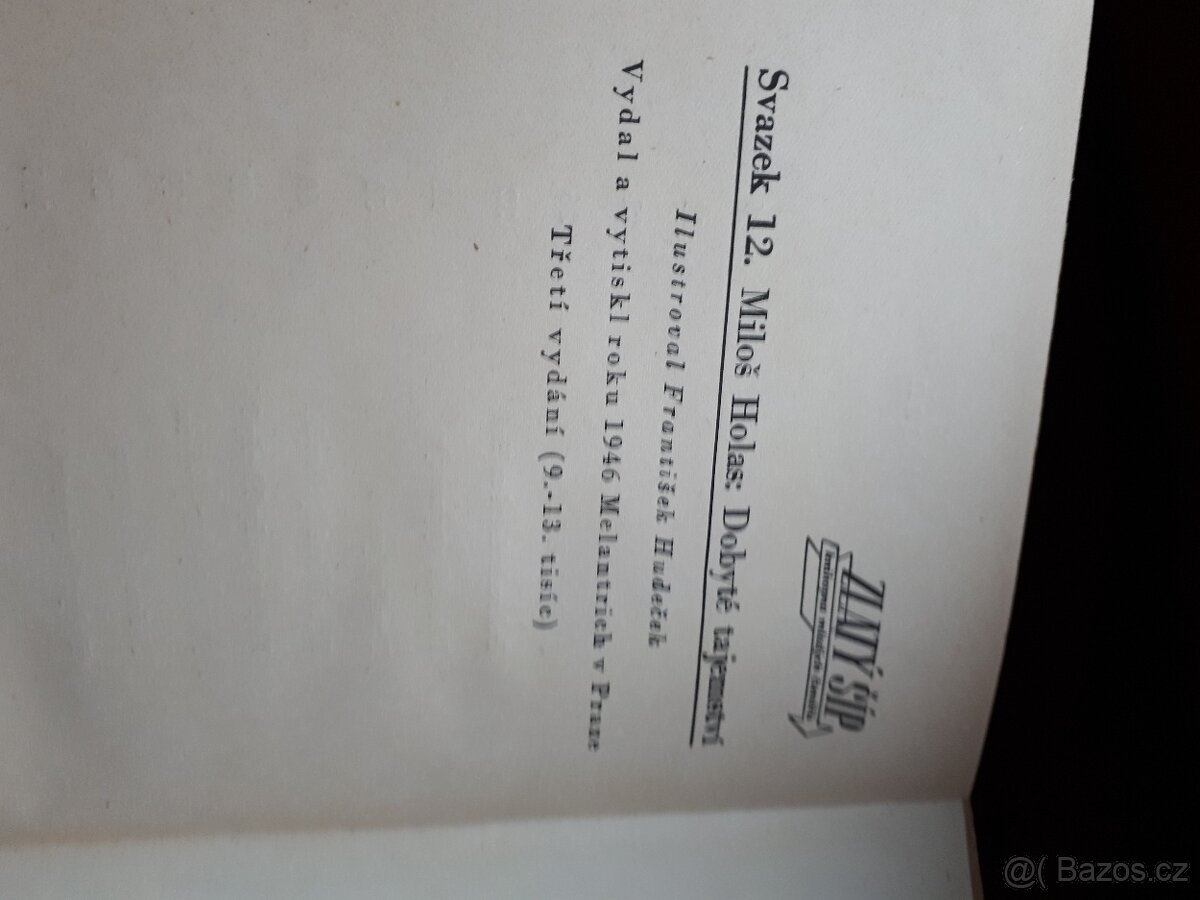 ZLATÝ ŠÍP
Svazek 12. Miloš Holas: Dobyté tajemství
Ilustroval František Hudeček
Vydal a vytiskl roku 1946 Melantrich v Praze
Třetí vydání (9.-13. tisíc)
@( Bazos.cz